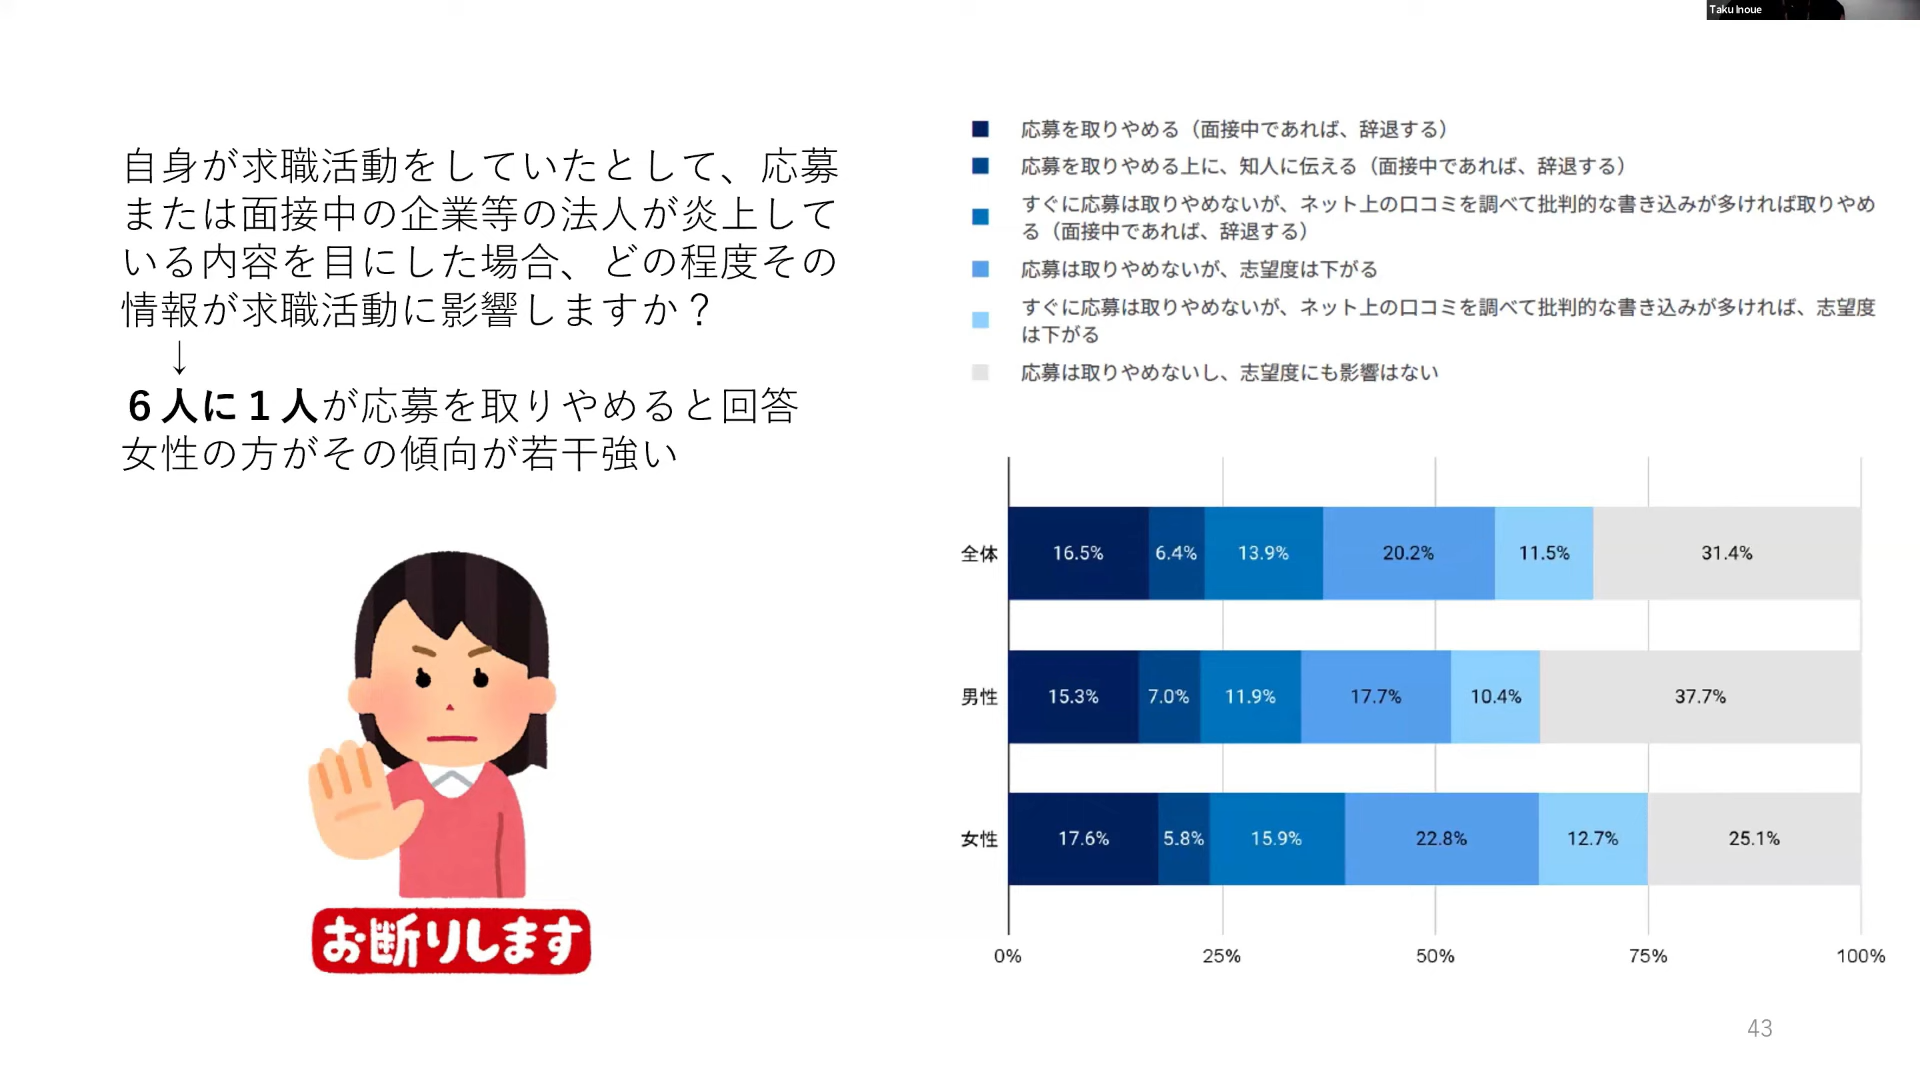 Taku Inoue
自身が求職活動をしていたとして、応募
または面接中の企業等の法人が炎上して
いる内容を目にした場合、どの程度その
情報が求職活動に影響しますか？
↓
６人に１人が応募を取りやめると回答
女性の方がその傾向が若干強い
お断りします
応募を取りやめる（面接中であれば、辞退する）
応募を取りやめる上に、知人に伝える（面接中であれば、辞退する）
すぐに応募は取りやめないが、ネット上の口コミを調べて批判的な書き込みが多ければ取りやめ
る（面接中であれば、辞退する）
応募は取りやめないが、志望度は下がる
すぐに応募は取りやめないが、ネット上の口コミを調べて批判的な書き込みが多ければ、志望度
は下がる
応募は取りやめないし、志望度にも影響はない
全体 16.5% 6.4% 13.9% 20.2% 11.5% 31.4%
男性 15.3% 7.0% 11.9% 17.7% 10.4% 37.7%
女性 17.6% 5.8% 15.9% 22.8% 12.7% 25.1%
0% 25% 50% 75% 100%
43